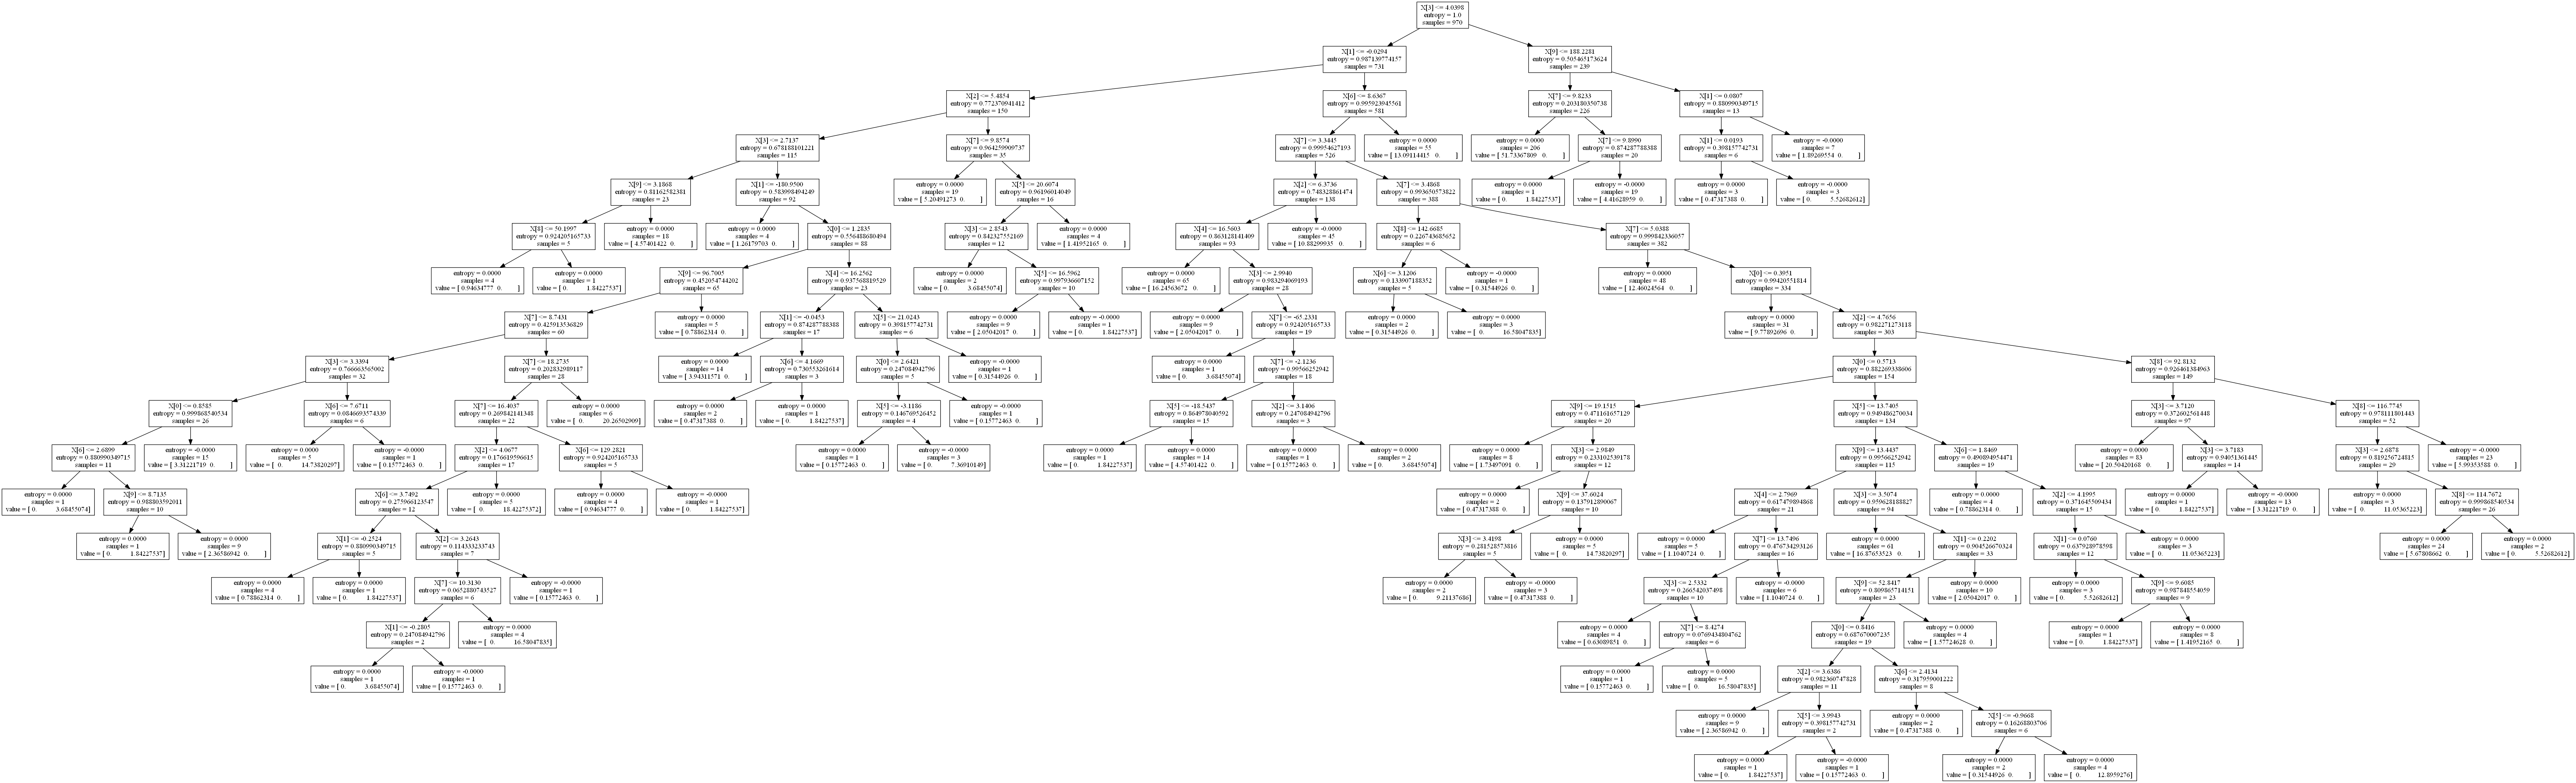 X[3] <= 4.0398
entropy = 1.0
samples = 970
X[1] <= -0.0294
entropy = 0.987139774157
samples = 731
X[9] <= 188.2281
entropy = 0.505465173624
samples = 239
X[2] <= 5.4854
entropy = 0.772370941412
samples = 150
X[6] <= 8.6367
entropy = 0.995923945561
samples = 581
X[7] <= 9.8233
entropy = 0.203180350738
samples = 226
X[1] <= 0.0807
entropy = 0.880990349715
samples = 13
X[3] <= 2.7137
entropy = 0.678188101221
samples = 115
X[7] <= 9.8574
entropy = 0.964259909737
samples = 35
X[7] <= 3.3445
entropy = 0.99954627193
samples = 526
entropy = 0.0000
samples = 55
value = [ 13.09114415 0. ]
entropy = 0.0000
samples = 206
value = [ 51.73367809 0. ]
X[7] <= 9.8990
entropy = 0.874287788388
samples = 20
X[1] <= 0.0193
entropy = 0.398157742731
samples = 6
entropy = -0.0000
samples = 7
value = [ 1.89269554 0. ]
X[9] <= 3.1868
entropy = 0.81162582381
samples = 23
X[1] <= -180.9500
entropy = 0.583998494249
samples = 92
entropy = 0.0000
samples = 19
value = [ 5.20491273 0. ]
X[5] <= 20.6074
entropy = 0.96196014049
samples = 16
X[2] <= 6.3736
entropy = 0.748328861474
samples = 138
X[7] <= 3.4868
entropy = 0.993650573822
samples = 388
entropy = 0.0000
samples = 1
value = [ 0. 1.84227537]
entropy = -0.0000
samples = 19
value = [ 4.41628959 0. ]
entropy = 0.0000
samples = 3
value = [ 0.47317388 0. ]
entropy = -0.0000
samples = 3
value = [ 0. 5.52682612]
X[8] <= 50.1997
entropy = 0.924205165733
samples = 5
entropy = 0.0000
samples = 18
value = [ 4.57401422 0. ]
entropy = 0.0000
samples = 4
value = [ 1.26179703 0. ]
X[0] <= 1.2835
entropy = 0.556488680494
samples = 88
X[3] <= 2.8543
entropy = 0.842327552169
samples = 12
entropy = 0.0000
samples = 4
value = [ 1.41952165 0. ]
X[4] <= 16.5603
entropy = 0.863128141409
samples = 93
entropy = -0.0000
samples = 45
value = [ 10.88299935 0. ]
X[8] <= 142.6685
entropy = 0.226743685652
samples = 6
X[7] <= 5.0388
entropy = 0.999842336057
samples = 382
entropy = 0.0000
samples = 4
value = [ 0.94634777 0. ]
entropy = 0.0000
samples = 1
value = [ 0. 1.84227537]
X[9] <= 96.7005
entropy = 0.452054744202
samples = 65
X[4] <= 16.2562
entropy = 0.937568819529
samples = 23
entropy = 0.0000
samples = 2
value = [ 0. 3.68455074]
X[5] <= 16.5962
entropy = 0.997936607152
samples = 10
entropy = 0.0000
samples = 65
value = [ 16.24563672 0. ]
X[3] <= 2.9940
entropy = 0.983294069193
samples = 28
X[6] <= 3.1206
entropy = 0.133907188352
samples = 5
entropy = -0.0000
samples = 1
value = [ 0.31544926 0. ]
entropy = 0.0000
samples = 48
value = [ 12.46024564 0. ]
X[0] <= 0.3951
entropy = 0.99420551814
samples = 334
X[7] <= 8.7431
entropy = 0.425913536829
samples = 60
entropy = 0.0000
samples = 5
value = [ 0.78862314 0. ]
X[1] <= -0.0453
entropy = 0.874287788388
samples = 17
X[5] <= 21.0243
entropy = 0.398157742731
samples = 6
entropy = 0.0000
samples = 9
value = [ 2.05042017 0. ]
entropy = -0.0000
samples = 1
value = [ 0. 1.84227537]
entropy = 0.0000
samples = 9
value = [ 2.05042017 0. ]
X[7] <= -65.2331
entropy = 0.924205165733
samples = 19
entropy = 0.0000
samples = 2
value = [ 0.31544926 0. ]
entropy = 0.0000
samples = 3
value = [ 0. 16.58047835]
entropy = 0.0000
samples = 31
value = [ 9.77892696 0. ]
X[2] <= 4.7656
entropy = 0.982271273118
samples = 303
X[3] <= 3.3394
entropy = 0.766663565002
samples = 32
X[7] <= 18.2735
entropy = 0.202832989117
samples = 28
entropy = 0.0000
samples = 14
value = [ 3.94311571 0. ]
X[6] <= 4.1669
entropy = 0.730553261614
samples = 3
X[0] <= 2.6421
entropy = 0.247084942796
samples = 5
entropy = -0.0000
samples = 1
value = [ 0.31544926 0. ]
entropy = 0.0000
samples = 1
value = [ 0. 3.68455074]
X[7] <= -2.1236
entropy = 0.99566252942
samples = 18
X[0] <= 0.5713
entropy = 0.882269338606
samples = 154
X[8] <= 92.8132
entropy = 0.926461384963
samples = 149
X[0] <= 0.8585
entropy = 0.999868540534
samples = 26
X[6] <= 7.6711
entropy = 0.0846693574339
samples = 6
X[7] <= 16.4037
entropy = 0.269842141348
samples = 22
entropy = 0.0000
samples = 6
value = [ 0. 20.26502909]
entropy = 0.0000
samples = 2
value = [ 0.47317388 0. ]
entropy = 0.0000
samples = 1
value = [ 0. 1.84227537]
X[5] <= -3.1186
entropy = 0.146769526452
samples = 4
entropy = -0.0000
samples = 1
value = [ 0.15772463 0. ]
X[5] <= -18.5437
entropy = 0.864978040592
samples = 15
X[2] <= 3.1406
entropy = 0.247084942796
samples = 3
X[9] <= 19.1515
entropy = 0.471161657129
samples = 20
X[5] <= 13.7405
entropy = 0.949486270034
samples = 134
X[3] <= 3.7120
entropy = 0.372602561448
samples = 97
X[8] <= 116.7745
entropy = 0.978111801443
samples = 52
X[6] <= 2.6899
entropy = 0.880990349715
samples = 11
entropy = -0.0000
samples = 15
value = [ 3.31221719 0. ]
entropy = 0.0000
samples = 5
value = [ 0. 14.73820297]
entropy = -0.0000
samples = 1
value = [ 0.15772463 0. ]
X[2] <= 4.0677
entropy = 0.176619596615
samples = 17
X[6] <= 129.2821
entropy = 0.924205165733
samples = 5
entropy = 0.0000
samples = 1
value = [ 0.15772463 0. ]
entropy = -0.0000
samples = 3
value = [ 0. 7.36910149]
entropy = 0.0000
samples = 1
value = [ 0. 1.84227537]
entropy = 0.0000
samples = 14
value = [ 4.57401422 0. ]
entropy = 0.0000
samples = 1
value = [ 0.15772463 0. ]
entropy = 0.0000
samples = 2
value = [ 0. 3.68455074]
entropy = 0.0000
samples = 8
value = [ 1.73497091 0. ]
X[3] <= 2.9849
entropy = 0.233102539178
samples = 12
X[9] <= 13.4437
entropy = 0.99566252942
samples = 115
X[6] <= 1.8469
entropy = 0.490894954471
samples = 19
entropy = 0.0000
samples = 83
value = [ 20.50420168 0. ]
X[3] <= 3.7183
entropy = 0.94051361445
samples = 14
X[3] <= 2.6878
entropy = 0.819256724815
samples = 29
entropy = -0.0000
samples = 23
value = [ 5.99353588 0. ]
entropy = 0.0000
samples = 1
value = [ 0. 3.68455074]
X[9] <= 8.7135
entropy = 0.988803592011
samples = 10
X[6] <= 3.7492
entropy = 0.275966123547
samples = 12
entropy = 0.0000
samples = 5
value = [ 0. 18.42275372]
entropy = 0.0000
samples = 4
value = [ 0.94634777 0. ]
entropy = -0.0000
samples = 1
value = [ 0. 1.84227537]
entropy = 0.0000
samples = 2
value = [ 0.47317388 0. ]
X[9] <= 37.6024
entropy = 0.137912890067
samples = 10
X[4] <= 2.7969
entropy = 0.617479894868
samples = 21
X[3] <= 3.5074
entropy = 0.959628188827
samples = 94
entropy = 0.0000
samples = 4
value = [ 0.78862314 0. ]
X[2] <= 4.1995
entropy = 0.371645509434
samples = 15
entropy = 0.0000
samples = 1
value = [ 0. 1.84227537]
entropy = -0.0000
samples = 13
value = [ 3.31221719 0. ]
entropy = 0.0000
samples = 3
value = [ 0. 11.05365223]
X[8] <= 114.7672
entropy = 0.999868540534
samples = 26
entropy = 0.0000
samples = 1
value = [ 0. 1.84227537]
entropy = 0.0000
samples = 9
value = [ 2.36586942 0. ]
X[1] <= -0.2524
entropy = 0.880990349715
samples = 5
X[2] <= 3.2643
entropy = 0.114333233743
samples = 7
X[3] <= 3.4198
entropy = 0.281528573816
samples = 5
entropy = 0.0000
samples = 5
value = [ 0. 14.73820297]
entropy = 0.0000
samples = 5
value = [ 1.1040724 0. ]
X[7] <= 13.7496
entropy = 0.476734293126
samples = 16
entropy = 0.0000
samples = 61
value = [ 16.87653523 0. ]
X[1] <= 0.2202
entropy = 0.904526670324
samples = 33
X[1] <= 0.0760
entropy = 0.637928978598
samples = 12
entropy = 0.0000
samples = 3
value = [ 0. 11.05365223]
entropy = 0.0000
samples = 24
value = [ 5.67808662 0. ]
entropy = 0.0000
samples = 2
value = [ 0. 5.52682612]
entropy = 0.0000
samples = 4
value = [ 0.78862314 0. ]
entropy = 0.0000
samples = 1
value = [ 0. 1.84227537]
X[7] <= 10.3130
entropy = 0.0652880743527
samples = 6
entropy = -0.0000
samples = 1
value = [ 0.15772463 0. ]
entropy = 0.0000
samples = 2
value = [ 0. 9.21137686]
entropy = -0.0000
samples = 3
value = [ 0.47317388 0. ]
X[3] <= 2.5332
entropy = 0.266542037498
samples = 10
entropy = -0.0000
samples = 6
value = [ 1.1040724 0. ]
X[9] <= 52.8417
entropy = 0.809865714151
samples = 23
entropy = 0.0000
samples = 10
value = [ 2.05042017 0. ]
entropy = 0.0000
samples = 3
value = [ 0. 5.52682612]
X[9] <= 9.6085
entropy = 0.987848554059
samples = 9
X[1] <= -0.2805
entropy = 0.247084942796
samples = 2
entropy = 0.0000
samples = 4
value = [ 0. 16.58047835]
entropy = 0.0000
samples = 4
value = [ 0.63089851 0. ]
X[7] <= 8.4274
entropy = 0.0769434804762
samples = 6
X[0] <= 0.8416
entropy = 0.687670007235
samples = 19
entropy = 0.0000
samples = 4
value = [ 1.57724628 0. ]
entropy = 0.0000
samples = 1
value = [ 0. 1.84227537]
entropy = 0.0000
samples = 8
value = [ 1.41952165 0. ]
entropy = 0.0000
samples = 1
value = [ 0. 3.68455074]
entropy = -0.0000
samples = 1
value = [ 0.15772463 0. ]
entropy = 0.0000
samples = 1
value = [ 0.15772463 0. ]
entropy = 0.0000
samples = 5
value = [ 0. 16.58047835]
X[2] <= 3.6386
entropy = 0.982360747828
samples = 11
X[6] <= 2.4134
entropy = 0.317959001222
samples = 8
entropy = 0.0000
samples = 9
value = [ 2.36586942 0. ]
X[5] <= 3.9943
entropy = 0.398157742731
samples = 2
entropy = 0.0000
samples = 2
value = [ 0.47317388 0. ]
X[5] <= -0.9668
entropy = 0.16268803706
samples = 6
entropy = 0.0000
samples = 1
value = [ 0. 1.84227537]
entropy = -0.0000
samples = 1
value = [ 0.15772463 0. ]
entropy = 0.0000
samples = 2
value = [ 0.31544926 0. ]
entropy = 0.0000
samples = 4
value = [ 0. 12.8959276]